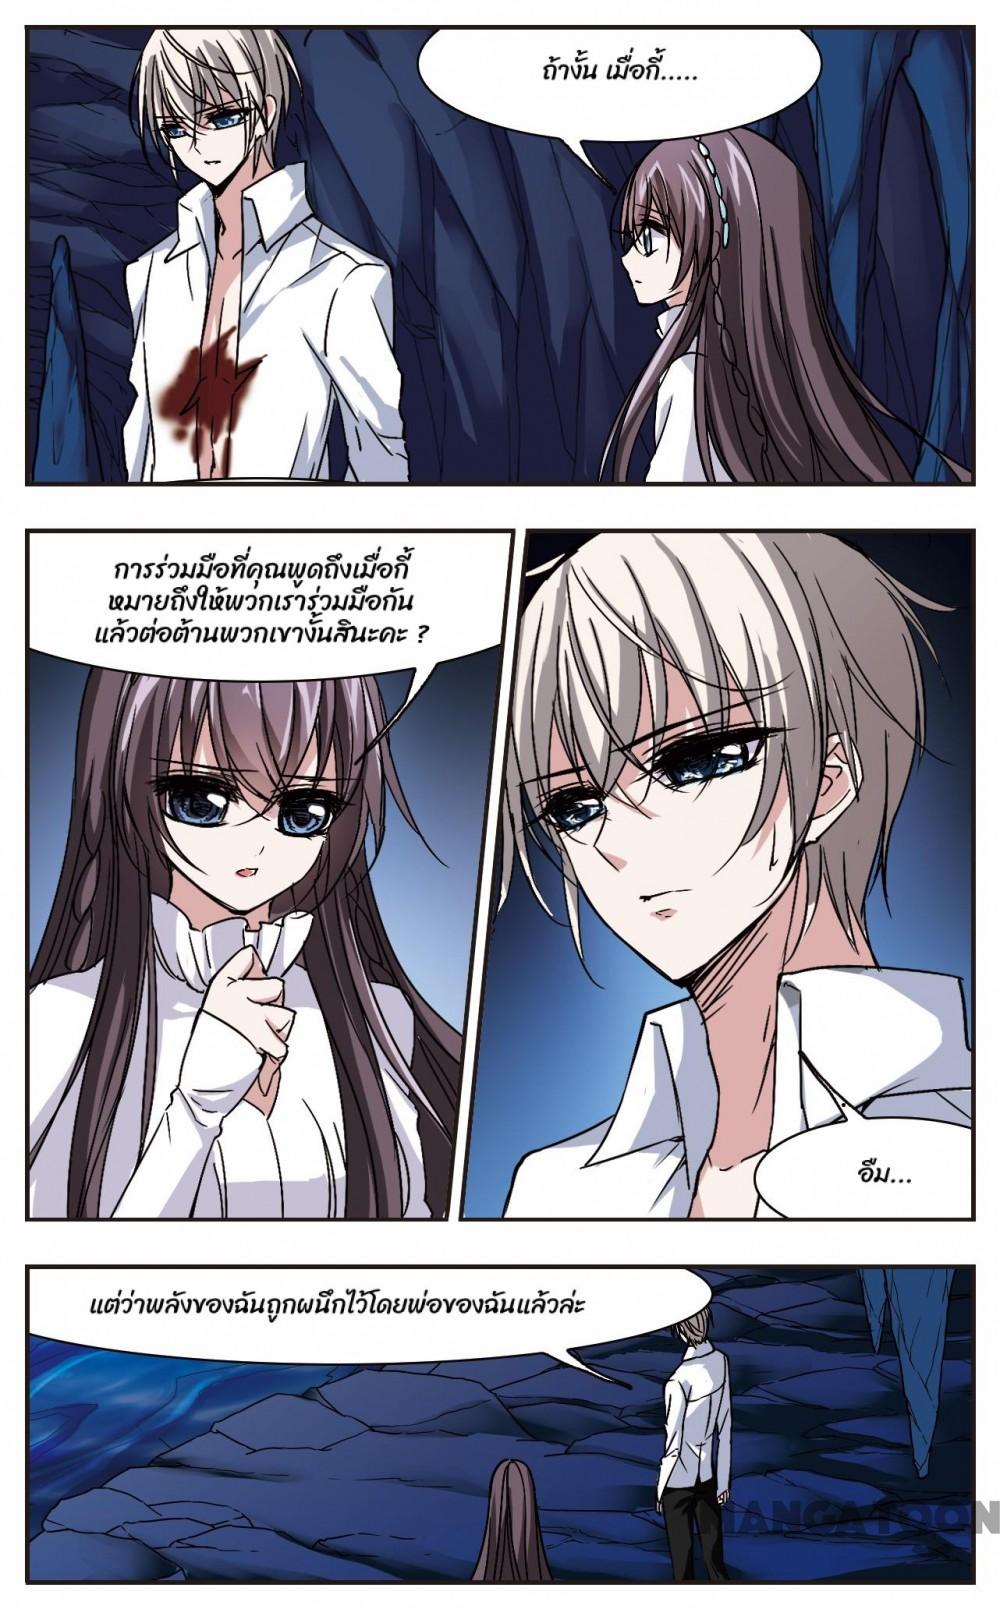 ถ้างั้น เมื่อกี้.....
การร่วมมือที่คุณพูดถึงเมื่อกี้
หมายถึงให้พวกเราร่วมมือกัน
แล้วต่อต้านพวกเขางั้นสินะคะ ?
อืม...
แต่ว่าพลังของฉันถูกผนึกไว้โดยพ่อของฉันแล้วล่ะ
MANGATOON